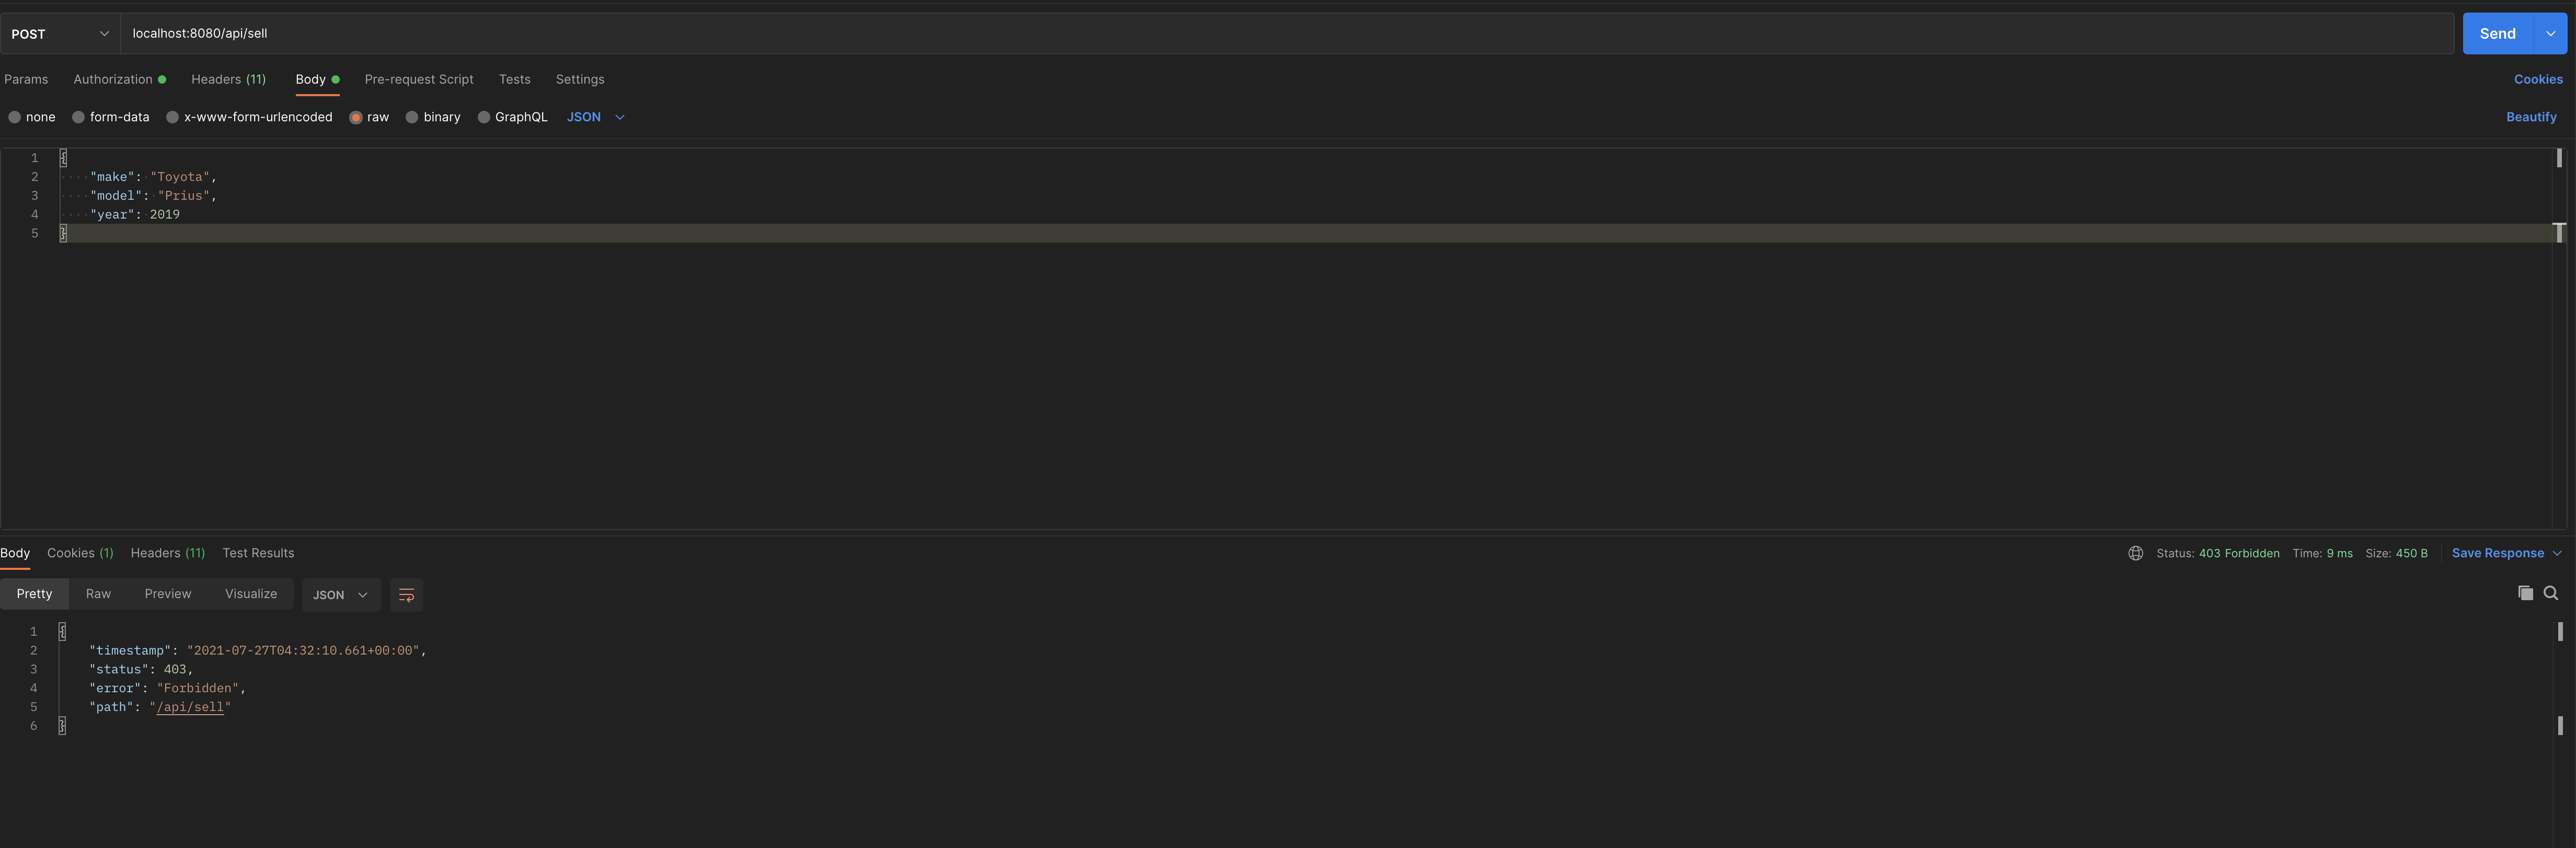 POST localhost:8080/api/sell Send
Params Authorization Headers (11) Body Pre-request Script Tests Settings Cookies
none form-data x-www-form-urlencoded raw binary GraphQL JSON Beautify
1 {
2 "make": "Toyota",
3 "model": "Prius",
4 "year": 2019
5 }
Body Cookies (1) Headers (11) Test Results Status: 403 Forbidden Time: 9 ms Size: 450 B Save Response
Pretty Raw Preview Visualize JSON
1 {
2 "timestamp": "2021-07-27T04:32:10.661+00:00",
3 "status": 403,
4 "error": "Forbidden",
5 "path": "/api/sell"
6 }